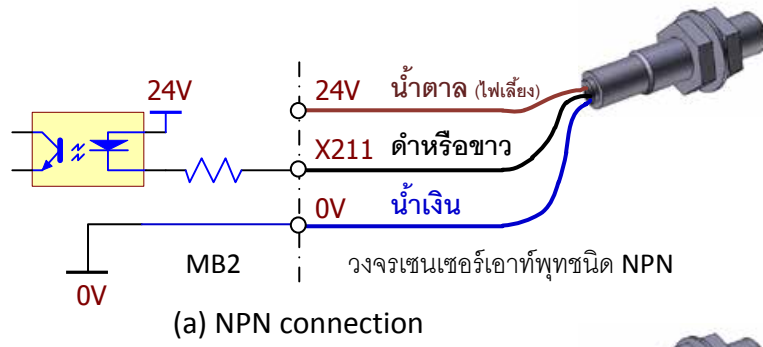 24V
24V น้ำตาล (ไฟเลี้ยง)
X211 ดำหรือขาว
0V น้ำเงิน
MB2 วงจรเซนเซอร์เอาท์พุทชนิด NPN
0V
(a) NPN connection